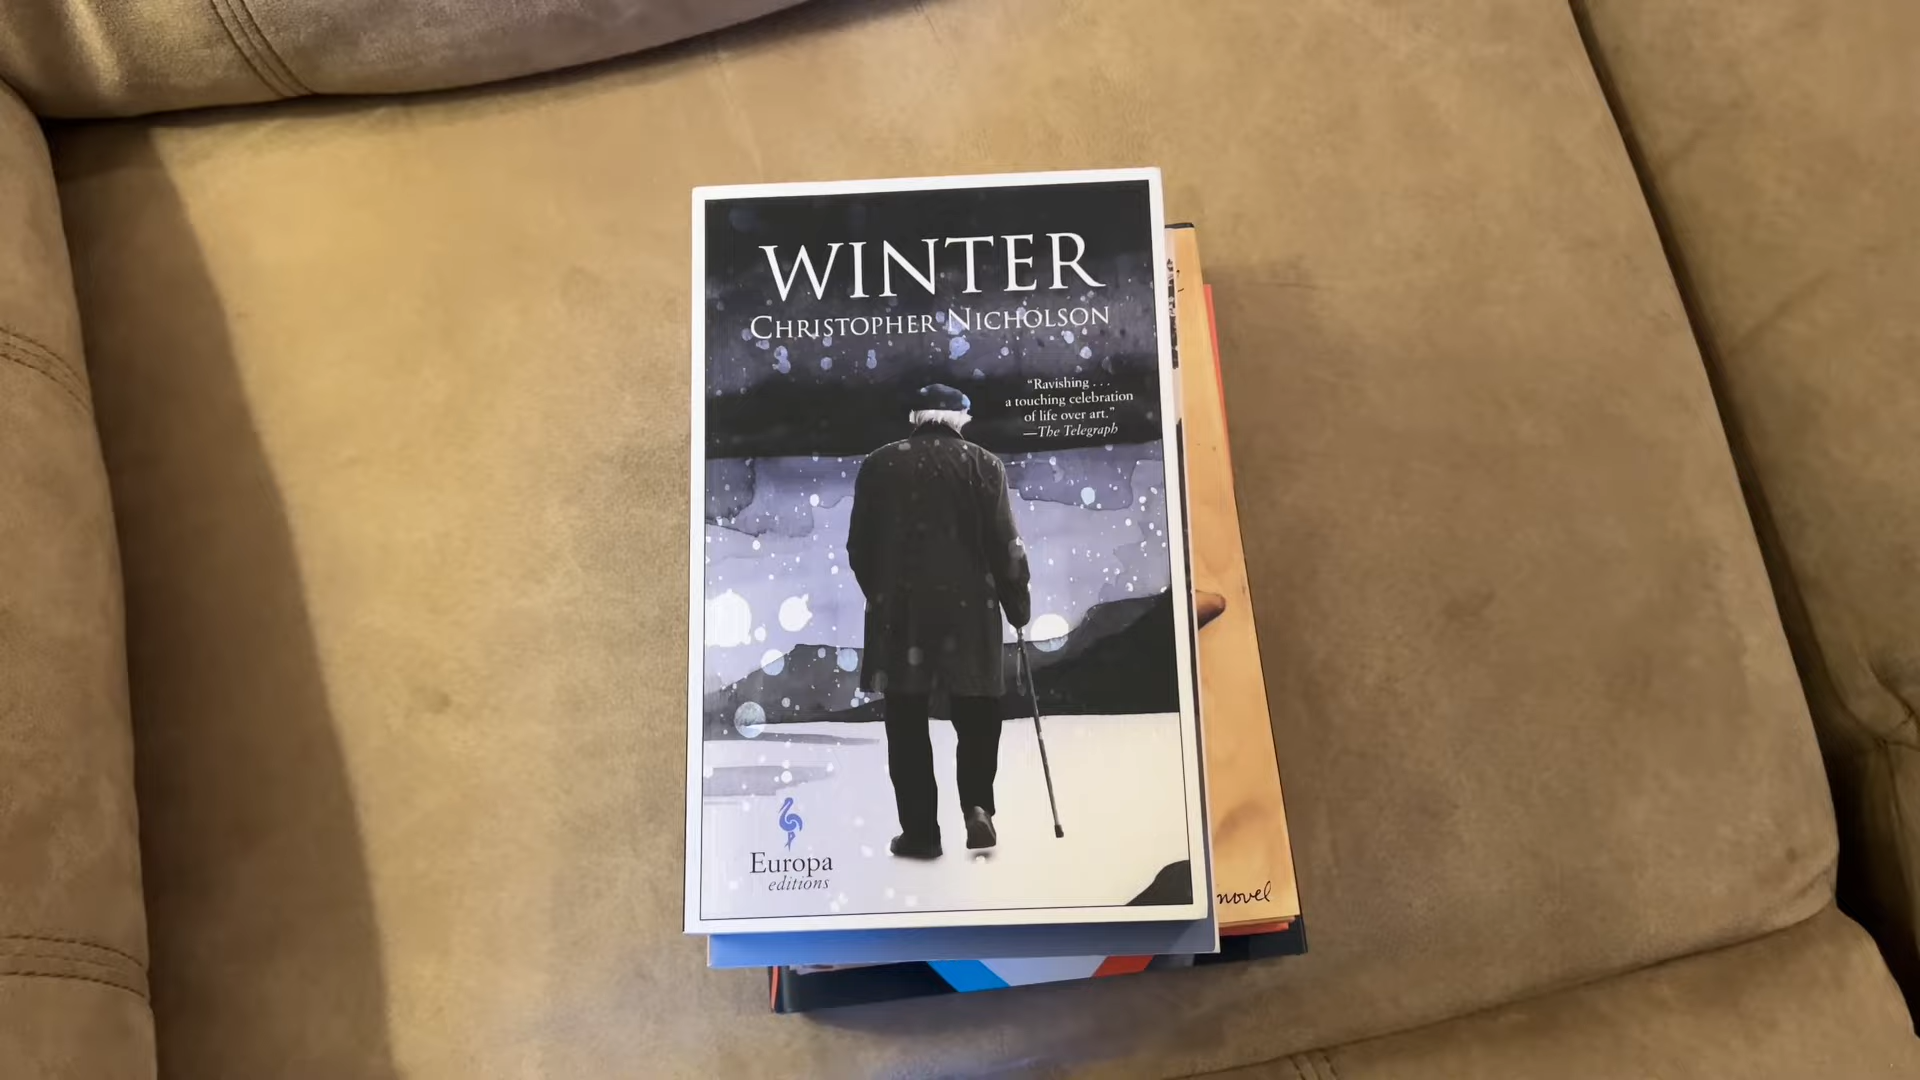 WINTER
CHRISTOPHER NICHOLSON
“Ravishing . . .
a touching celebration
of life over art.”
—The Telegraph
Europa
editions
novel